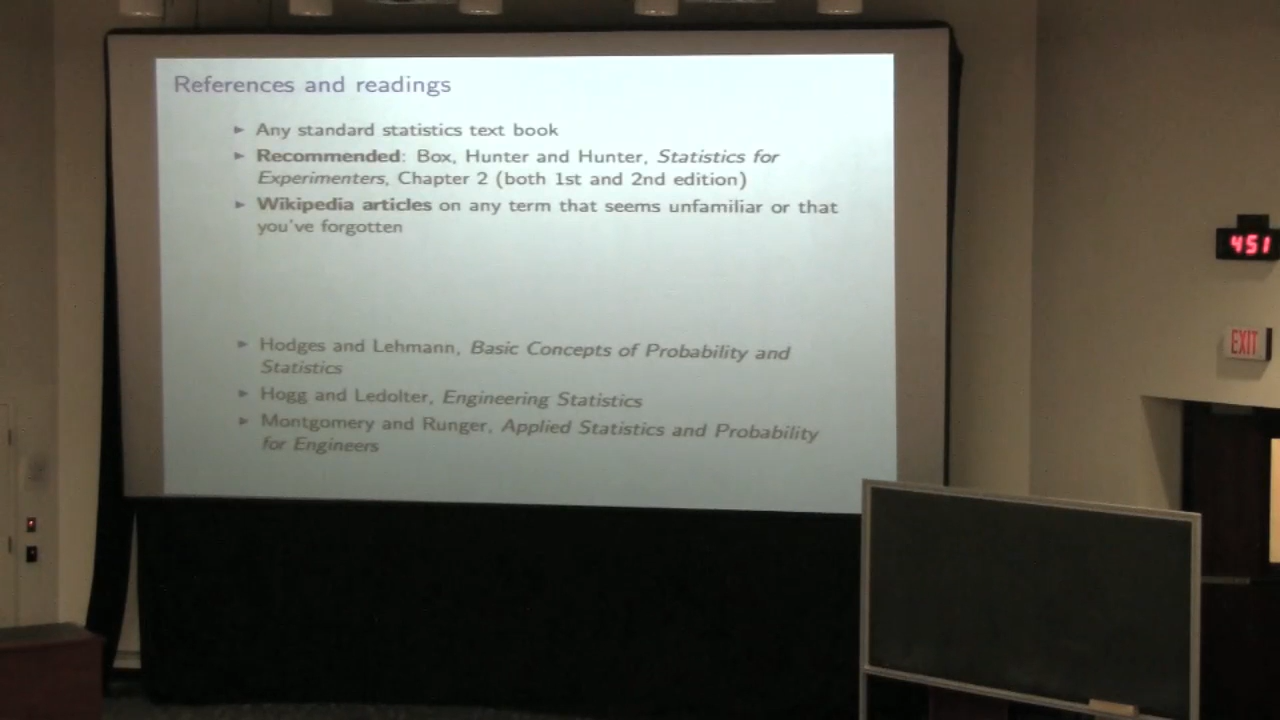 References and readings
► Any standard statistics text book
► Recommended: Box, Hunter and Hunter, Statistics for
Experimenters, Chapter 2 (both 1st and 2nd edition)
► Wikipedia articles on any term that seems unfamiliar or that
you've forgotten
► Hodges and Lehmann, Basic Concepts of Probability and
Statistics
► Hogg and Ledolter, Engineering Statistics
► Montgomery and Runger, Applied Statistics and Probability
for Engineers
451
EXIT